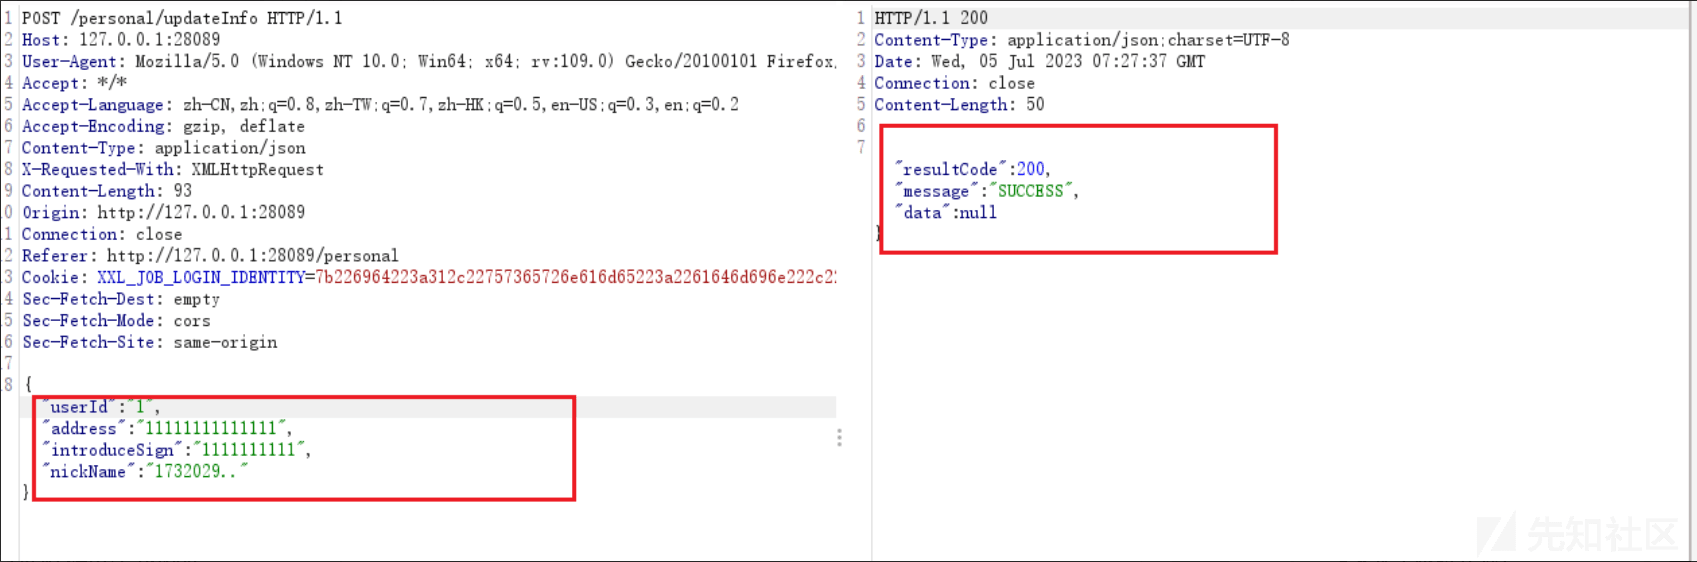 1 POST /personal/updateInfo HTTP/1.1
2 Host: 127.0.0.1:28089
3 User-Agent: Mozilla/5.0 (Windows NT 10.0; Win64; x64; rv:109.0) Gecko/20100101 Firefox,
4 Accept: */*
5 Accept-Language: zh-CN,zh;q=0.8,zh-TW;q=0.7,zh-HK;q=0.5,en-US;q=0.3,en;q=0.2
6 Accept-Encoding: gzip, deflate
7 Content-Type: application/json
8 X-Requested-With: XMLHttpRequest
9 Content-Length: 93
0 Origin: http://127.0.0.1:28089
1 Connection: close
2 Referer: http://127.0.0.1:28089/personal
3 Cookie: XXL_JOB_LOGIN_IDENTITY=7b226964223a312c22757365726e616d65223a2261646d696e222c22
4 Sec-Fetch-Dest: empty
5 Sec-Fetch-Mode: cors
6 Sec-Fetch-Site: same-origin
7
8 {
"userId":"1",
"address":"11111111111111",
"introduceSign":"1111111111",
"nickName":"1732029.."
}
1 HTTP/1.1 200
2 Content-Type: application/json;charset=UTF-8
3 Date: Wed, 05 Jul 2023 07:27:37 GMT
4 Connection: close
5 Content-Length: 50
6
7
"resultCode":200,
"message":"SUCCESS",
"data":null
}
先知社区